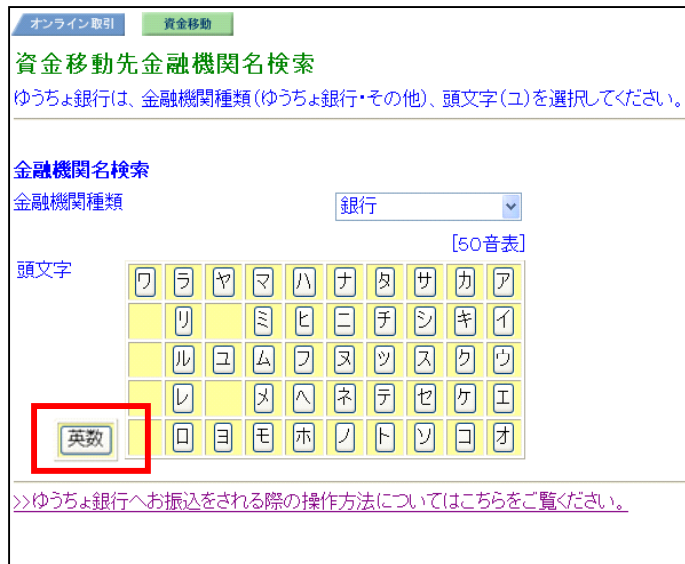 オンライン取引 資金移動
資金移動先金融機関名検索
ゆうちょ銀行は、金融機関種類(ゆうちょ銀行・その他)、頭文字(ユ)を選択してください。
金融機関名検索
金融機関種類 銀行
[50音表]
頭文字 ワ ラ ヤ マ ハ ナ タ サ カ ア
リ ミ ヒ ニ チ シ キ イ
ル ユ ム フ ヌ ツ ス ク ウ
レ メ ヘ ネ テ セ ケ エ
英数 ロ ヨ モ ホ ノ ト ソ コ オ
>>ゆうちょ銀行へお振込をされる際の操作方法についてはこちらをご覧ください。